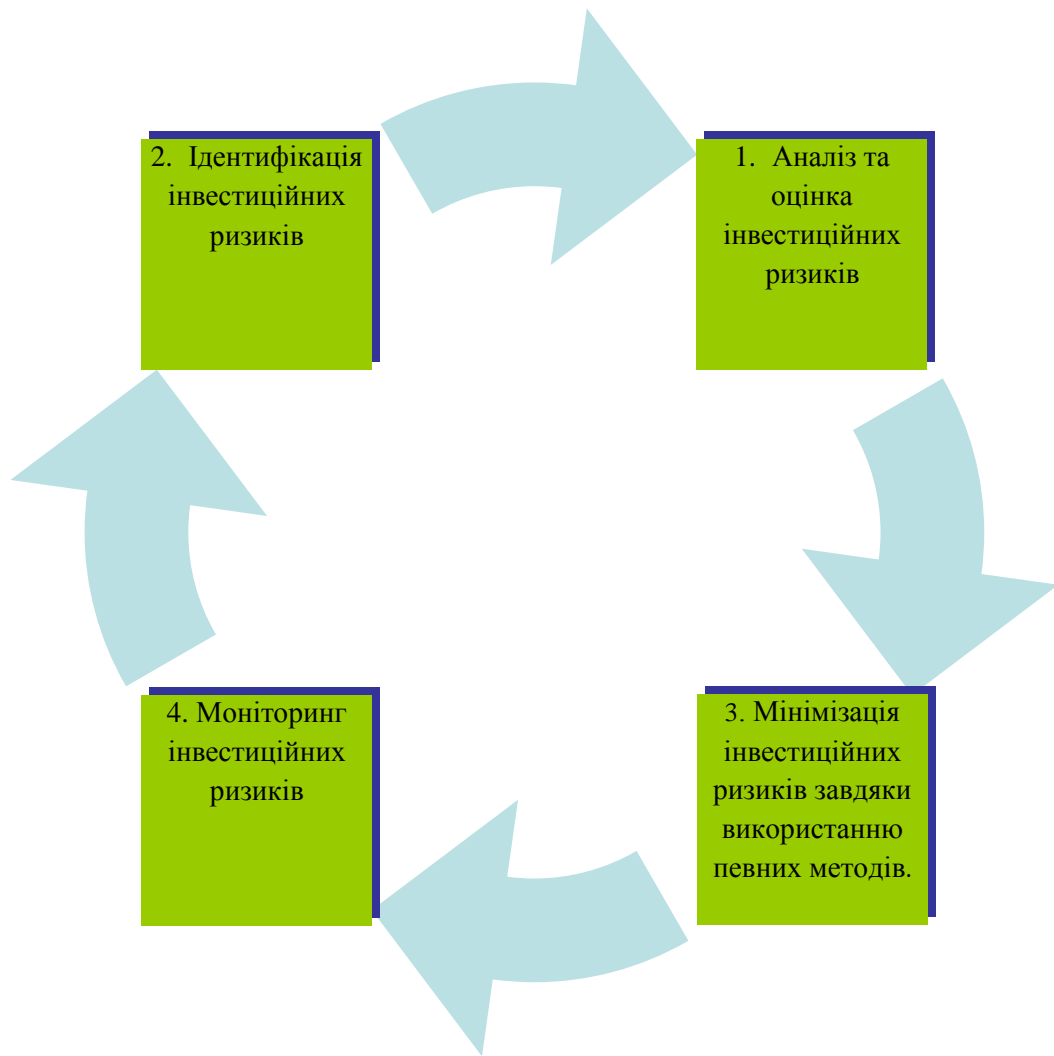 2. Ідентифікація
інвестиційних
ризиків
1. Аналіз та
оцінка
інвестиційних
ризиків
4. Моніторинг
інвестиційних
ризиків
3. Мінімізація
інвестиційних
ризиків завдяки
використанню
певних методів.